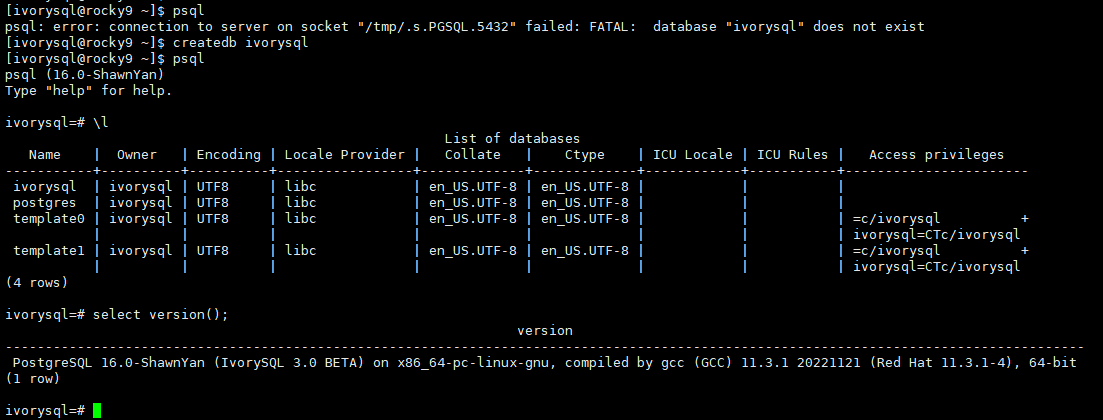 [ivorysql@rocky9 ~]$ psql
psql: error: connection to server on socket "/tmp/.s.PGSQL.5432" failed: FATAL:  database "ivorysql" does not exist
[ivorysql@rocky9 ~]$ createdb ivorysql
[ivorysql@rocky9 ~]$ psql
psql (16.0-ShawnYan)
Type "help" for help.
ivorysql=# \l
                                                       List of databases
   Name    |  Owner   | Encoding | Locale Provider |   Collate   |    Ctype    | ICU Locale | ICU Rules |   Access privileges
-----------+----------+----------+-----------------+-------------+-------------+------------+-----------+-----------------------
 ivorysql  | ivorysql | UTF8     | libc            | en_US.UTF-8 | en_US.UTF-8 |            |           |
 postgres  | ivorysql | UTF8     | libc            | en_US.UTF-8 | en_US.UTF-8 |            |           |
 template0 | ivorysql | UTF8     | libc            | en_US.UTF-8 | en_US.UTF-8 |            |           | =c/ivorysql          +
           |          |          |                 |             |             |            |           | ivorysql=CTc/ivorysql
 template1 | ivorysql | UTF8     | libc            | en_US.UTF-8 | en_US.UTF-8 |            |           | =c/ivorysql          +
           |          |          |                 |             |             |            |           | ivorysql=CTc/ivorysql
(4 rows)
ivorysql=# select version();
                                                                version
---------------------------------------------------------------------------------------------------------------------------------------
 PostgreSQL 16.0-ShawnYan (IvorySQL 3.0 BETA) on x86_64-pc-linux-gnu, compiled by gcc (GCC) 11.3.1 20221121 (Red Hat 11.3.1-4), 64-bit
(1 row)
ivorysql=#